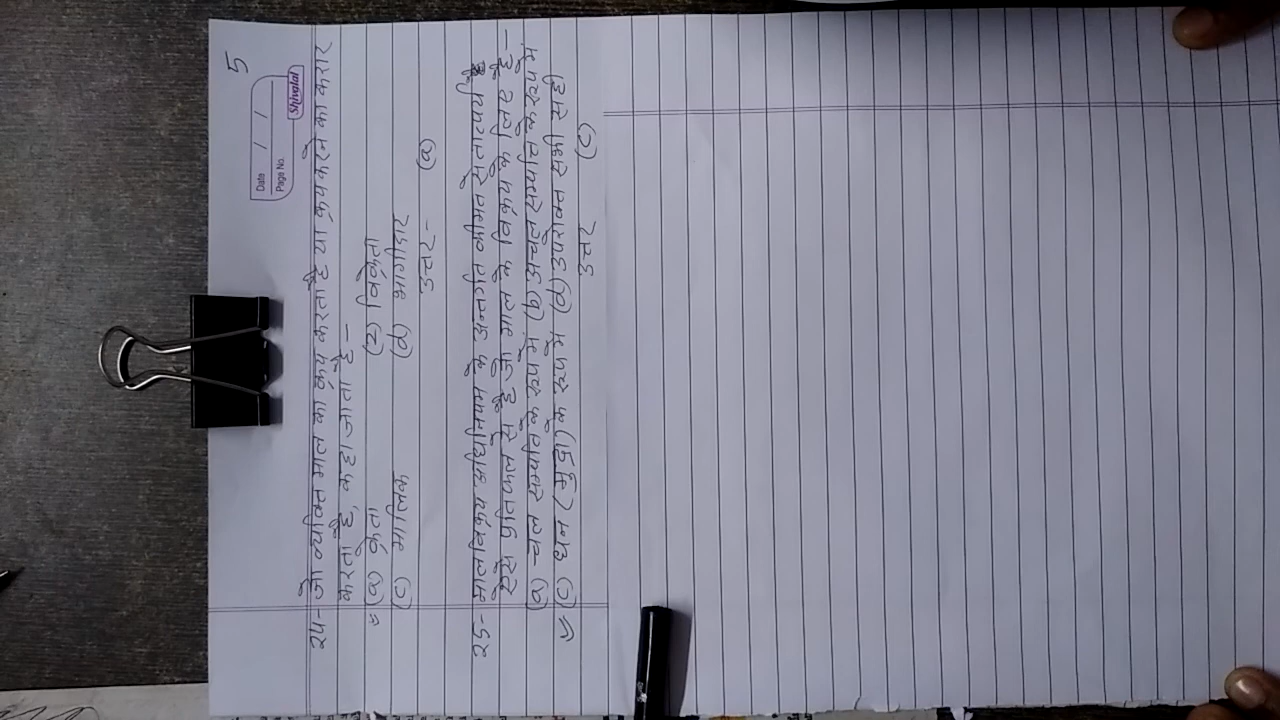 5
Date / /
Page No.
Shivalal
24- जो व्यक्ति माल का क्रय करता है या क्रय करने का करार
करता है, कहा जाता है -
(a) क्रेता (2) विक्रेता
(c) मालिक (d) भागीदार
उत्तर- (a)
25- मालविक्रय अधिनियम के अन्तर्गत कीमत से तात्पर्य
ऐसे प्रतिफल से है जो माल के विक्रय के लिए है-
(a) चल सम्पति के रूप में (b) अचल सम्पत्ति के रूप में
(c) धन (मुद्रा) के रूप में (d) उपरोक्त सभी सही
उत्तर (c)